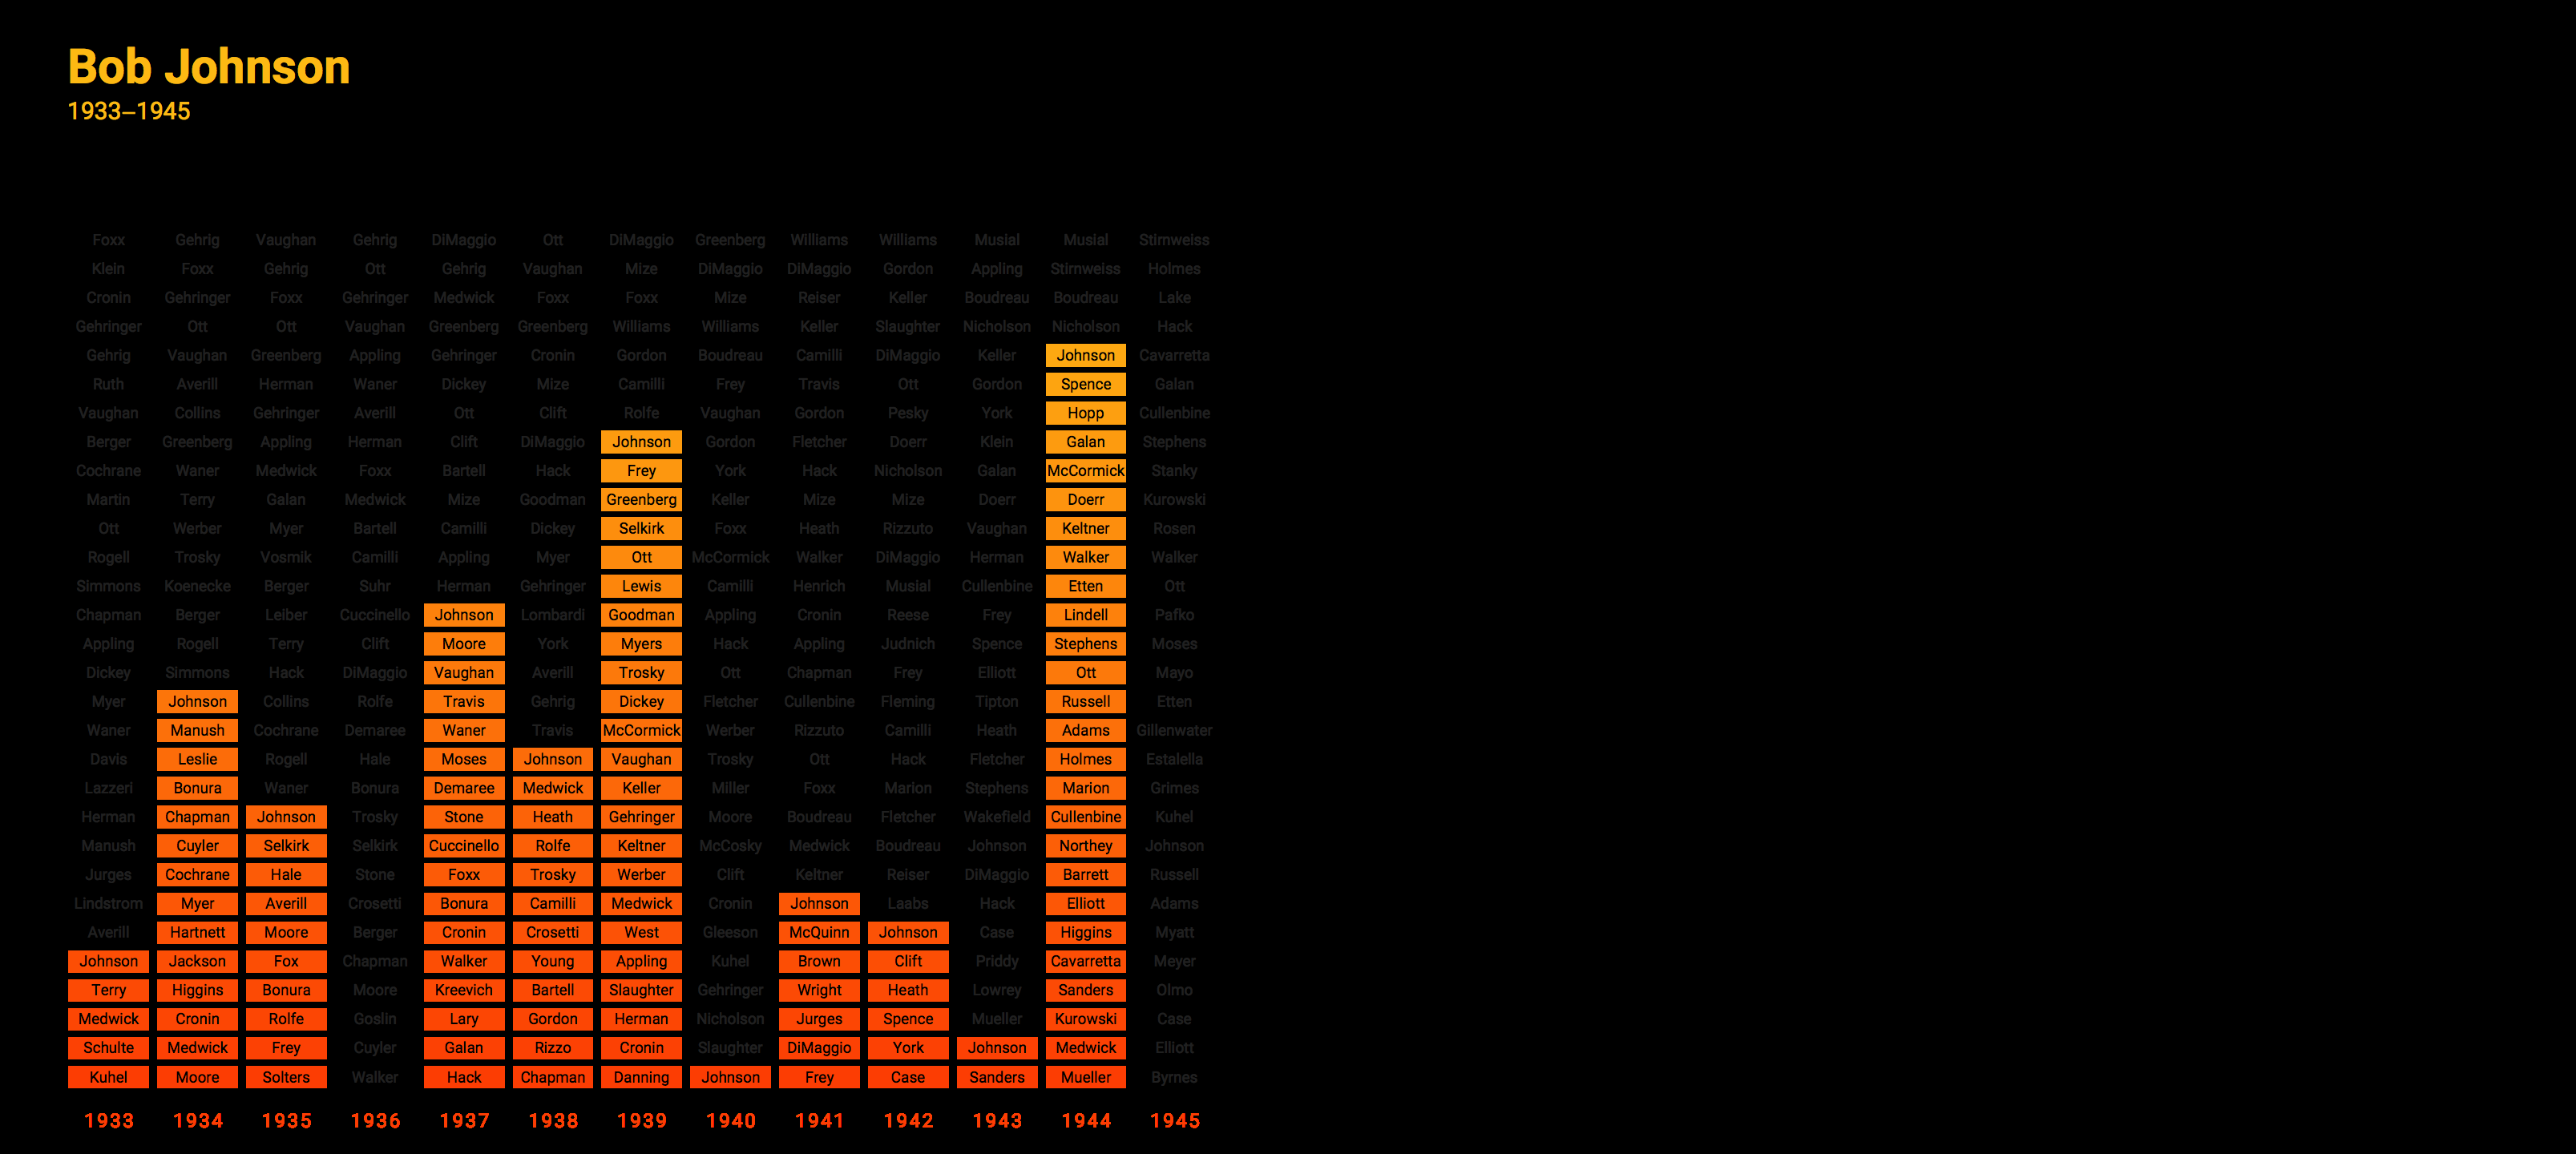 Bob Johnson
1933–1945
Foxx Gehrig Vaughan Gehrig DiMaggio Ott DiMaggio Greenberg Williams Williams Musial Musial Stirnweiss
Klein Foxx Gehrig Ott Gehrig Vaughan Mize DiMaggio DiMaggio Gordon Appling Stirnweiss Holmes
Cronin Gehringer Foxx Gehringer Medwick Foxx Foxx Mize Reiser Keller Boudreau Boudreau Lake
Gehringer Ott Ott Vaughan Greenberg Greenberg Williams Williams Keller Slaughter Nicholson Nicholson Hack
Gehrig Vaughan Greenberg Appling Gehringer Cronin Gordon Boudreau Camilli DiMaggio Keller Johnson Cavarretta
Ruth Averill Herman Waner Dickey Mize Camilli Frey Travis Ott Gordon Spence Galan
Vaughan Collins Gehringer Averill Ott Clift Rolfe Vaughan Gordon Pesky York Hopp Cullenbine
Berger Greenberg Appling Herman Clift DiMaggio Johnson Gordon Fletcher Doerr Klein Galan Stephens
Cochrane Waner Medwick Foxx Bartell Hack Frey York Hack Nicholson Galan McCormick Stanky
Martin Terry Galan Medwick Mize Goodman Greenberg Keller Mize Mize Doerr Doerr Kurowski
Ott Werber Myer Bartell Camilli Dickey Selkirk Foxx Heath Rizzuto Vaughan Keltner Rosen
Rogell Trosky Vosmik Camilli Appling Myer Ott McCormick Walker DiMaggio Herman Walker Walker
Simmons Koenecke Berger Suhr Herman Gehringer Lewis Camilli Henrich Musial Cullenbine Etten Ott
Chapman Berger Leiber Cuccinello Johnson Lombardi Goodman Appling Cronin Reese Frey Lindell Pafko
Appling Rogell Terry Clift Moore York Myers Hack Appling Judnich Spence Stephens Moses
Dickey Simmons Hack DiMaggio Vaughan Averill Trosky Ott Chapman Frey Elliott Ott Mayo
Myer Johnson Collins Rolfe Travis Gehrig Dickey Fletcher Cullenbine Fleming Tipton Russell Etten
Waner Manush Cochrane Demaree Waner Travis McCormick Werber Rizzuto Camilli Heath Adams Gillenwater
Davis Leslie Rogell Hale Moses Johnson Vaughan Trosky Ott Hack Fletcher Holmes Estalella
Lazzeri Bonura Waner Bonura Demaree Medwick Keller Miller Foxx Marion Stephens Marion Grimes
Herman Chapman Johnson Trosky Stone Heath Gehringer Moore Boudreau Fletcher Wakefield Cullenbine Kuhel
Manush Cuyler Selkirk Selkirk Cuccinello Rolfe Keltner McCosky Medwick Boudreau Johnson Northey Johnson
Jurges Cochrane Hale Stone Foxx Trosky Werber Clift Keltner Reiser DiMaggio Barrett Russell
Lindstrom Myer Averill Crosetti Bonura Camilli Medwick Cronin Johnson Laabs Hack Elliott Adams
Averill Hartnett Moore Berger Cronin Crosetti West Gleeson McQuinn Johnson Case Higgins Myatt
Johnson Jackson Fox Chapman Walker Young Appling Kuhel Brown Clift Priddy Cavarretta Meyer
Terry Higgins Bonura Moore Kreevich Bartell Slaughter Gehringer Wright Heath Lowrey Sanders Olmo
Medwick Cronin Rolfe Goslin Lary Gordon Herman Nicholson Jurges Spence Mueller Kurowski Case
Schulte Medwick Frey Cuyler Galan Rizzo Cronin Slaughter DiMaggio York Johnson Medwick Elliott
Kuhel Moore Solters Walker Hack Chapman Danning Johnson Frey Case Sanders Mueller Byrnes
1933 1934 1935 1936 1937 1938 1939 1940 1941 1942 1943 1944 1945